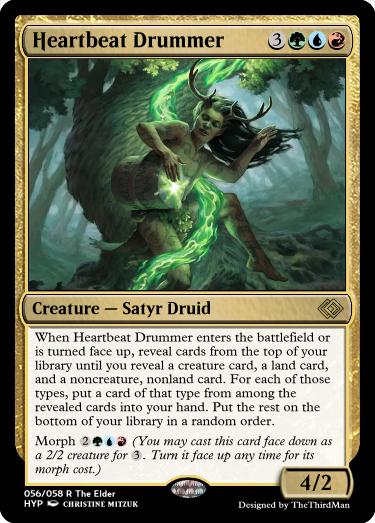 Heartbeat Drummer 3
Creature — Satyr Druid
When Heartbeat Drummer enters the battlefield or
is turned face up, reveal cards from the top of your
library until you reveal a creature card, a land card,
and a noncreature, nonland card. For each of those
types, put a card of that type from among the
revealed cards into your hand. Put the rest on the
bottom of your library in a random order.
Morph 2 (You may cast this card face down as
a 2/2 creature for 3. Turn it face up any time for its
morph cost.)
4/2
056/058 R The Elder
HYP CHRISTINE MITZUK
Designed by TheThirdMan